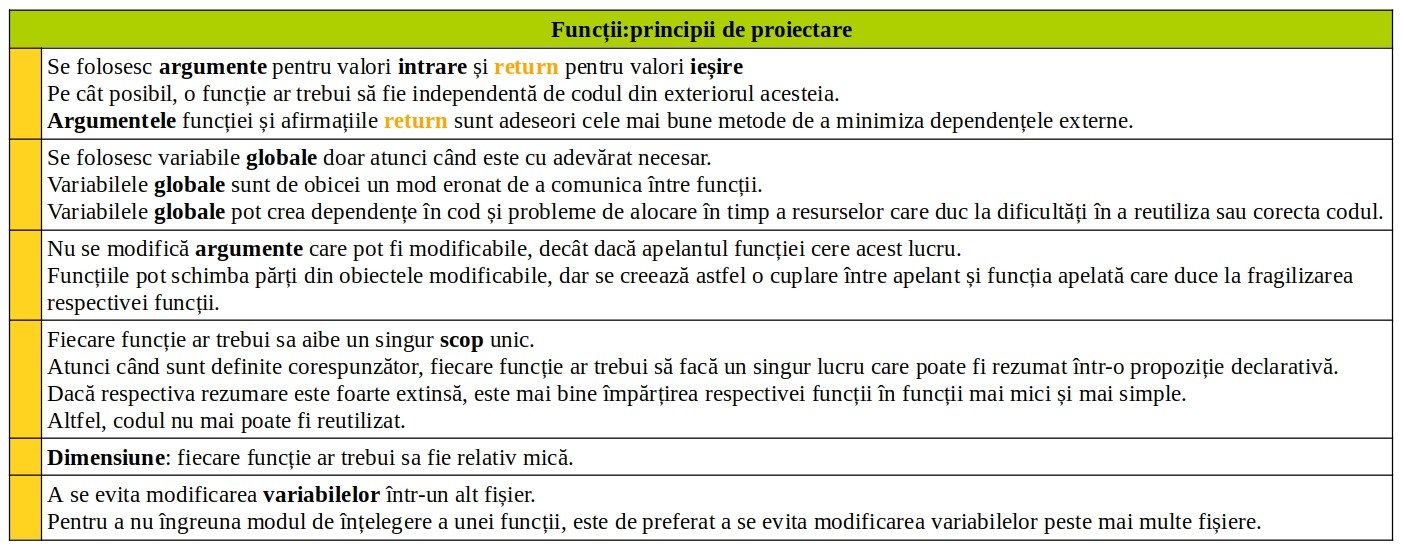 Funcții:principii de proiectare
Se folosesc argumente pentru valori intrare și return pentru valori ieșire
Pe cât posibil, o funcție ar trebui să fie independentă de codul din exteriorul acesteia.
Argumentele funcției și afirmațiile return sunt adeseori cele mai bune metode de a minimiza dependențele externe.
Se folosesc variabile globale doar atunci când este cu adevărat necesar.
Variabilele globale sunt de obicei un mod eronat de a comunica între funcții.
Variabilele globale pot crea dependențe în cod și probleme de alocare în timp a resurselor care duc la dificultăți în a reutiliza sau corecta codul.
Nu se modifică argumente care pot fi modificabile, decât dacă apelantul funcției cere acest lucru.
Funcțiile pot schimba părți din obiectele modificabile, dar se creează astfel o cuplare între apelant și funcția apelată care duce la fragilizarea
respectivei funcții.
Fiecare funcție ar trebui sa aibe un singur scop unic.
Atunci când sunt definite corespunzător, fiecare funcție ar trebui să facă un singur lucru care poate fi rezumat într-o propoziție declarativă.
Dacă respectiva rezumare este foarte extinsă, este mai bine împărțirea respectivei funcții în funcții mai mici și mai simple.
Altfel, codul nu mai poate fi reutilizat.
Dimensiune: fiecare funcție ar trebui sa fie relativ mică.
A se evita modificarea variabilelor într-un alt fișier.
Pentru a nu îngreuna modul de înțelegere a unei funcții, este de preferat a se evita modificarea variabilelor peste mai multe fișiere.